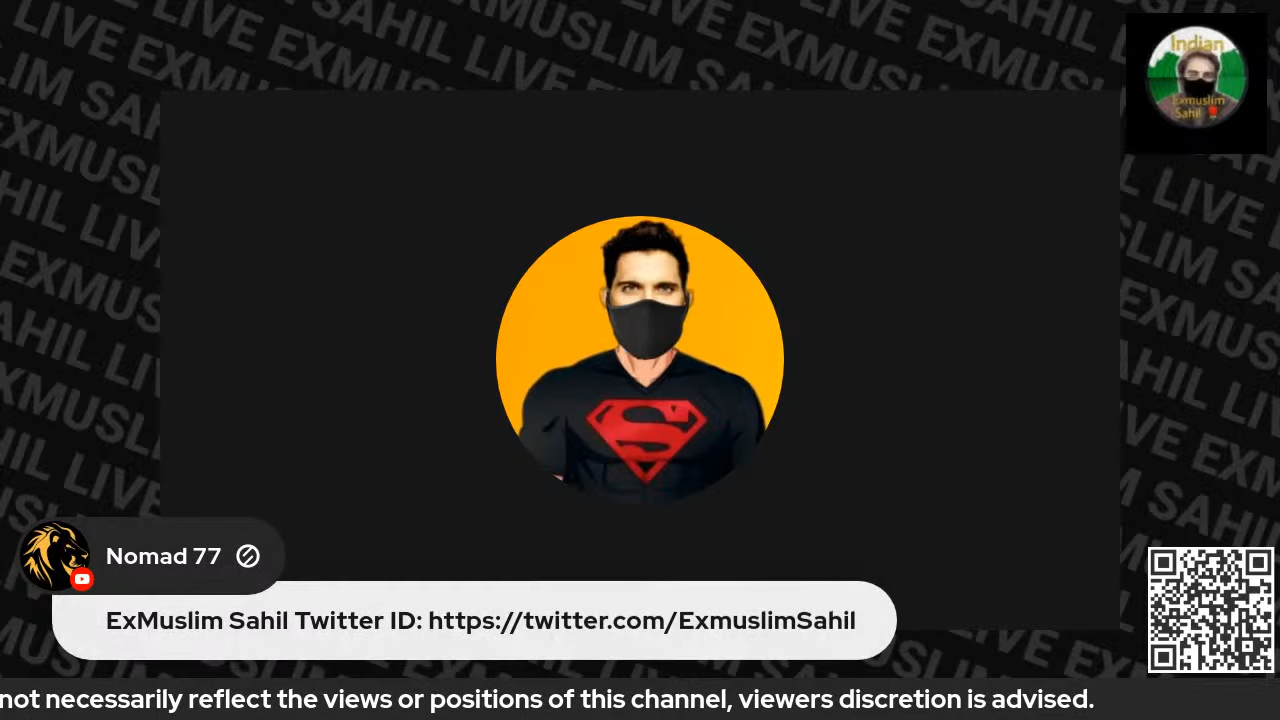 Indian
Exmuslim
Sahil
Nomad 77
ExMuslim Sahil Twitter ID: https://twitter.com/ExmuslimSahil
not necessarily reflect the views or positions of this channel, viewers discretion is advised.